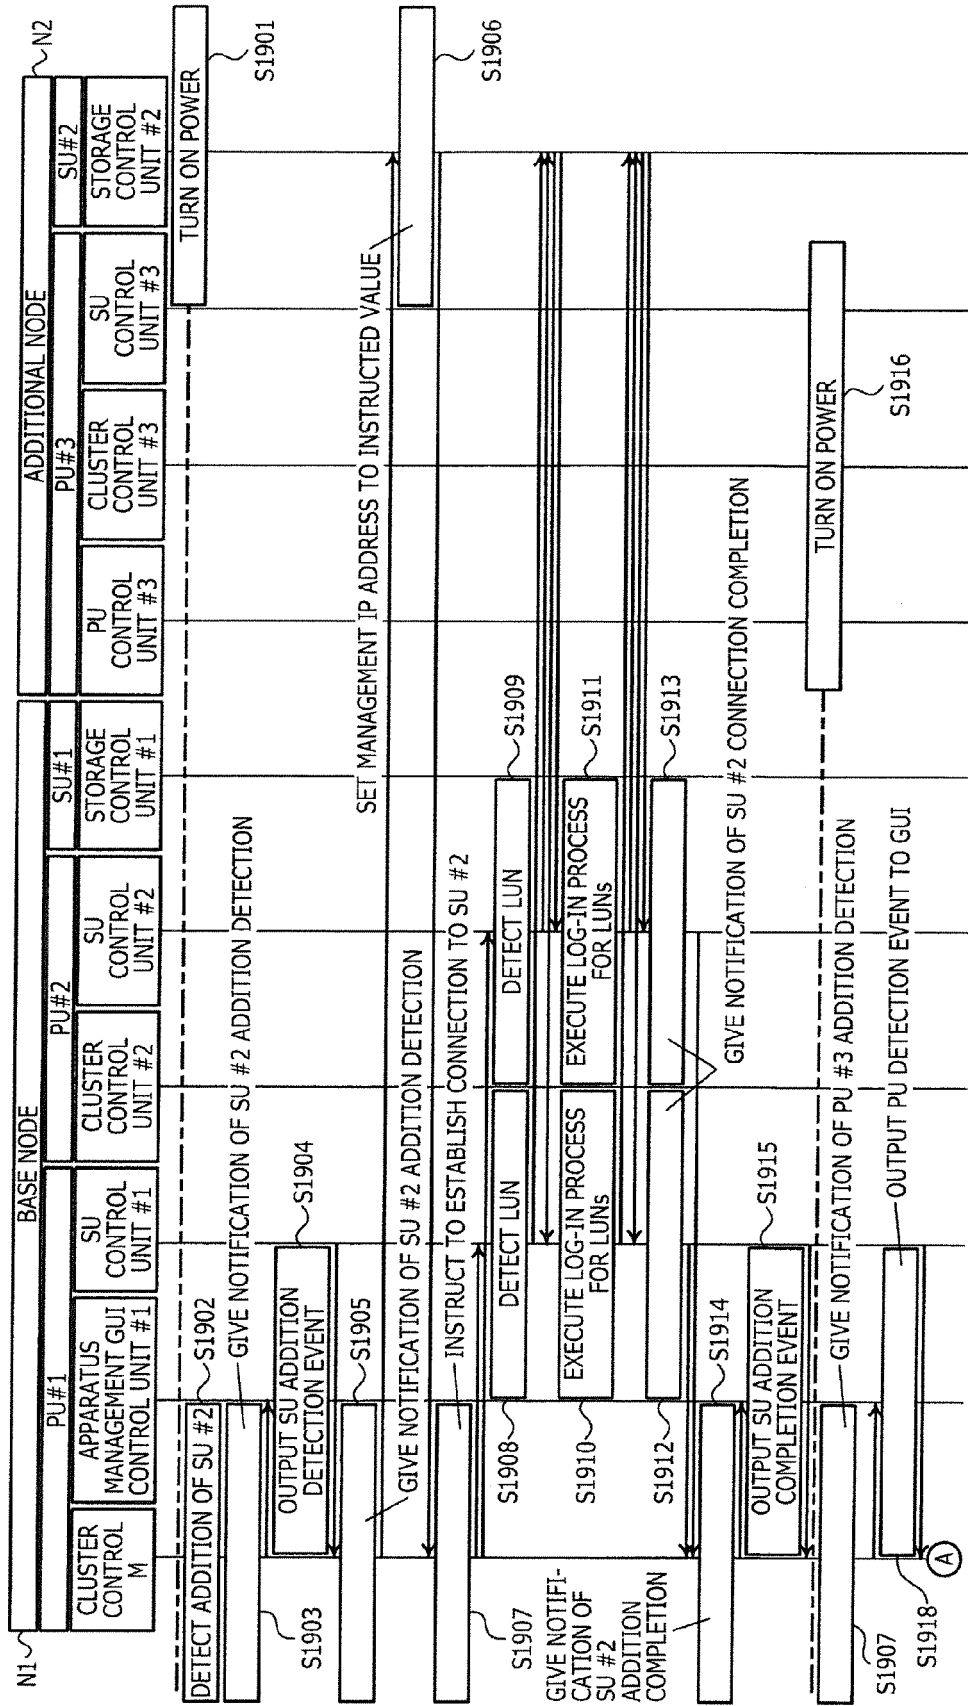 N1
BASE NODE
ADDITIONAL NODE
N2
PU#1
PU#2
SU#1
PU#3
SU#2
CLUSTER
CONTROL
M
APPARATUS
MANAGEMENT GUI
CONTROL UNIT #1
SU
CONTROL
UNIT #1
CLUSTER
CONTROL
UNIT #2
SU
CONTROL
UNIT #2
STORAGE
CONTROL
UNIT #1
PU
CONTROL
UNIT #3
CLUSTER
CONTROL
UNIT #3
SU
CONTROL
UNIT #3
STORAGE
CONTROL
UNIT #2
TURN ON POWER
S1901
DETECT ADDITION OF SU #2
S1902
GIVE NOTIFICATION OF SU #2 ADDITION DETECTION
S1903
OUTPUT SU ADDITION
DETECTION EVENT
S1904
S1905
GIVE NOTIFICATION OF SU #2 ADDITION DETECTION
SET MANAGEMENT IP ADDRESS TO INSTRUCTED VALUE
S1906
INSTRUCT TO ESTABLISH CONNECTION TO SU #2
S1907
S1908
DETECT LUN
DETECT LUN
S1909
S1910
EXECUTE LOG-IN PROCESS
FOR LUNs
EXECUTE LOG-IN PROCESS
FOR LUNs
S1911
S1912
S1913
GIVE NOTIFICATION OF SU #2 CONNECTION COMPLETION
GIVE NOTIFI-
CATION OF
SU #2
ADDITION
COMPLETION
S1914
OUTPUT SU ADDITION
COMPLETION EVENT
S1915
TURN ON POWER
S1916
GIVE NOTIFICATION OF PU #3 ADDITION DETECTION
S1907
OUTPUT PU DETECTION EVENT TO GUI
S1918
A